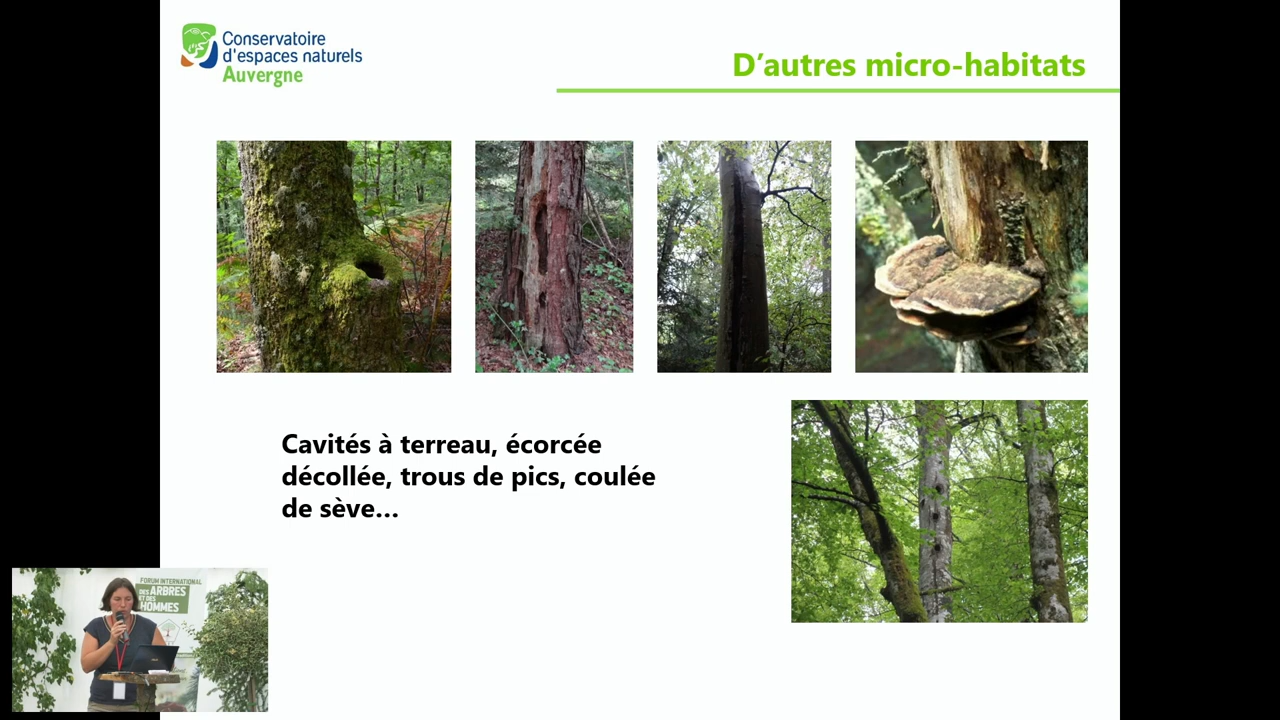 Conservatoire
d'espaces naturels
Auvergne
D’autres micro-habitats
Cavités à terreau, écorcée
décollée, trous de pics, coulée
de sève…
FORUM INTERNATIONAL
DES ARBRES
ET DES
HOMMES